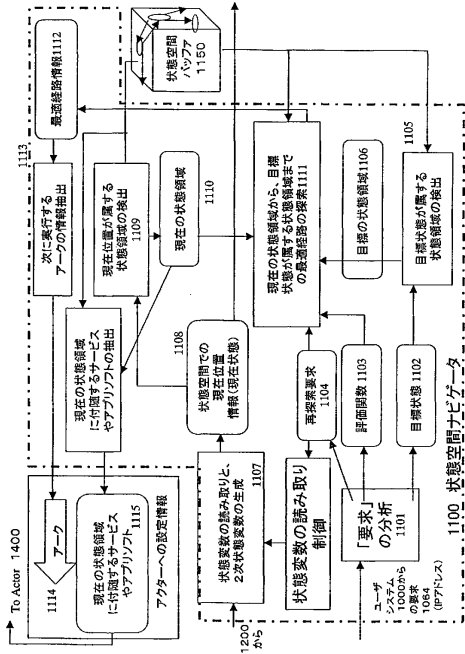 1100 状態空間ナビゲータ
ユーザ
システム1000から
の要求
1064
(IPアドレス)
「要求」
の分析
1101
目標状態 1102
評価関数 1103
再探索要求
1104
状態変数の読み取り
制御
1200
から
状態変数の読み取りと、
2次状態変数の生成
1107
状態空間での
現在位置
情報(現在状態)
1108
目標状態が属する
状態領域の検出
1105
目標の状態領域1106
現在の状態領域から、目標
状態が属する状態領域まで
の最適経路の探索1111
現在の状態領域
1110
現在位置が属する
状態領域の検出
1109
状態空間
バッファ
1150
最適経路情報1112
次に実行する
アークの情報抽出
1113
現在の状態領域
に付随するサービス
やアプリソフトの抽出
To Actor 1400
アーク
1114
現在の状態領域
に付随するサービス
やアプリソフト1115
アクターへの設定情報